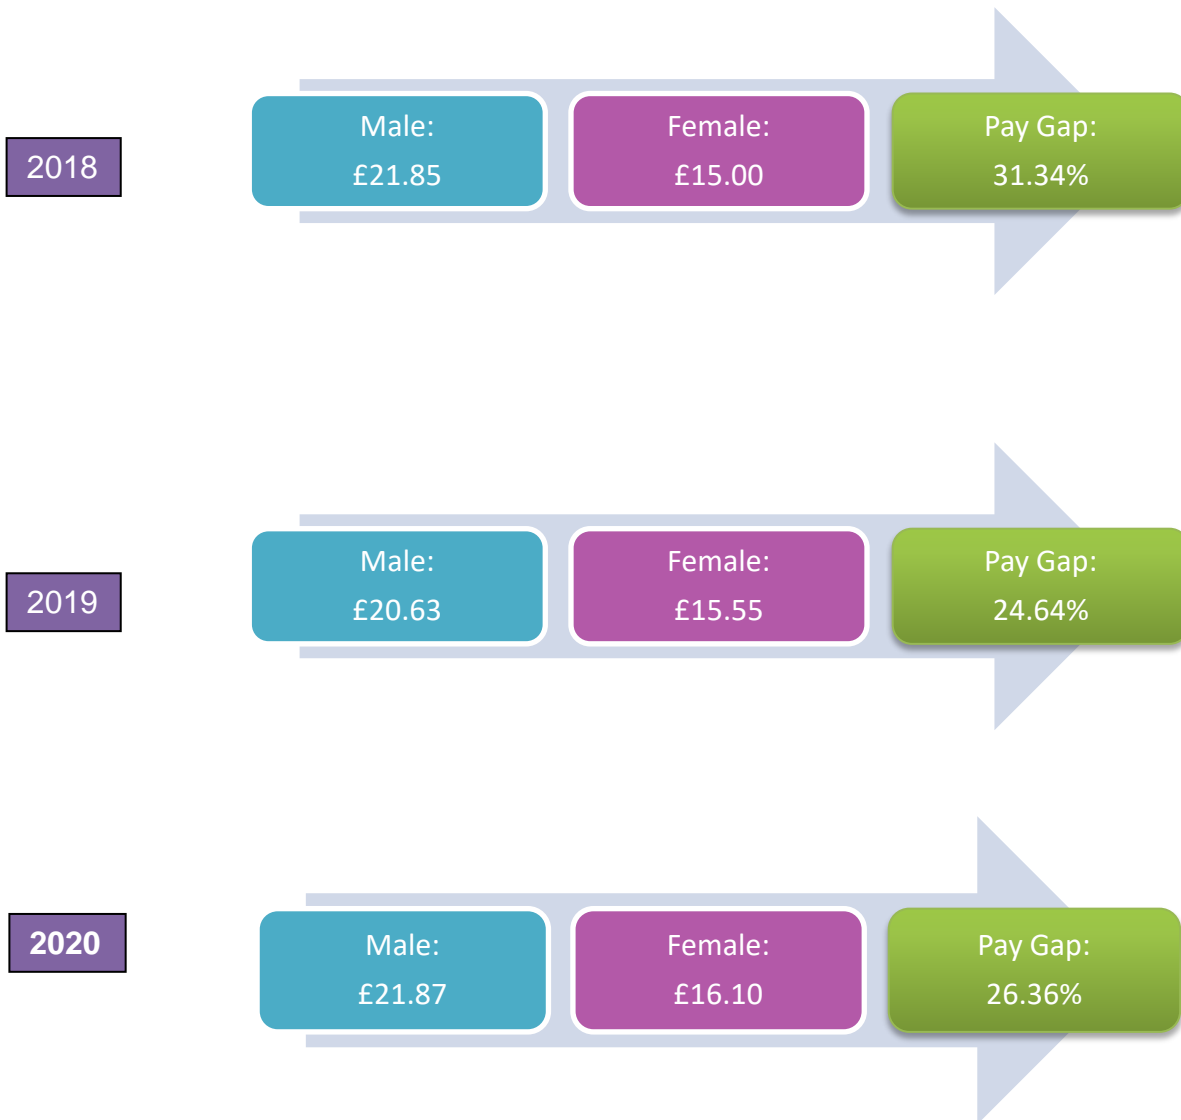 2018
Male:
£21.85
Female:
£15.00
Pay Gap:
31.34%
2019
Male:
£20.63
Female:
£15.55
Pay Gap:
24.64%
2020
Male:
£21.87
Female:
£16.10
Pay Gap:
26.36%